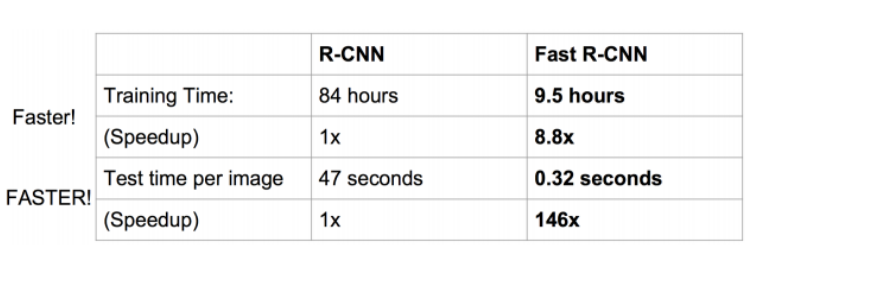 R-CNN Fast R-CNN
Training Time: 84 hours 9.5 hours
Faster!
(Speedup) 1x 8.8x
Test time per image 47 seconds 0.32 seconds
FASTER!
(Speedup) 1x 146x